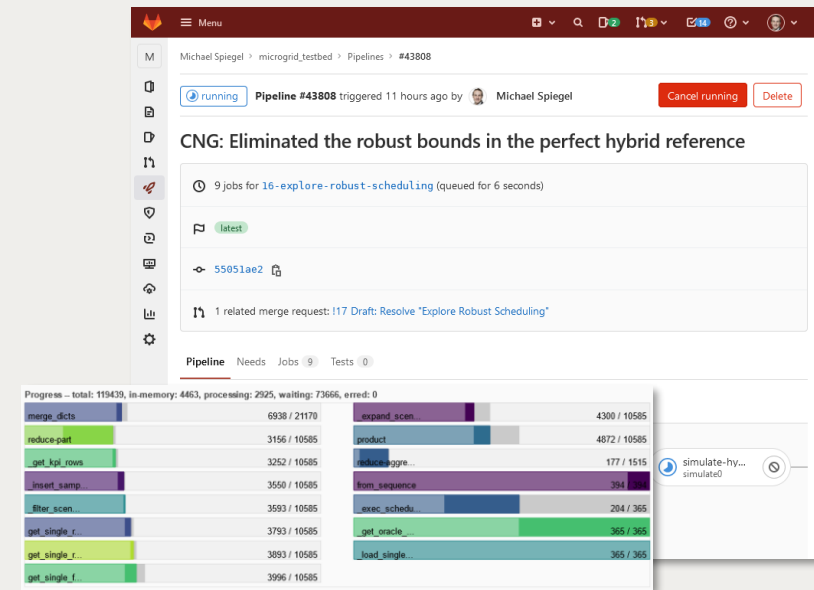 Menu
2
3
14
M
Michael Spiegel > microgrid_testbed > Pipelines > #43808
running Pipeline #43808 triggered 11 hours ago by Michael Spiegel
Cancel running
Delete
CNG: Eliminated the robust bounds in the perfect hybrid reference
9 jobs for 16-explore-robust-scheduling (queued for 6 seconds)
latest
55051ae2
1 related merge request: !17 Draft: Resolve "Explore Robust Scheduling"
Pipeline Needs Jobs 9 Tests 0
simulate-hy...
simulate0
Progress -- total: 119439, in-memory: 4463, processing: 2925, waiting: 73666, erred: 0
merge_dicts 6938 / 21170
reduce-part 3156 / 10585
_get_kpi_rows 3252 / 10585
_insert_samp... 3550 / 10585
_filter_scen... 3593 / 10585
get_single_r... 3793 / 10585
get_single_r... 3893 / 10585
get_single_f... 3996 / 10585
_expand_scen... 4300 / 10585
product 4872 / 10585
reduce-aggre... 177 / 1515
from_sequence 394 / 394
_exec_schedu... 204 / 365
_get_oracle_... 365 / 365
_load_single... 365 / 365